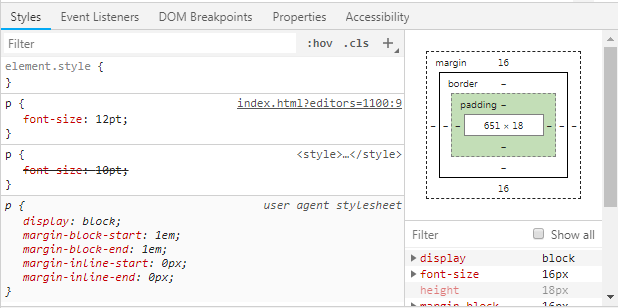 Styles Event Listeners DOM Breakpoints Properties Accessibility
Filter :hov .cls +
element.style {
}
p { index.html?editors=1100:9
font-size: 12pt;
}
p { <style>…</style>
font-size: 10pt;
}
p { user agent stylesheet
display: block;
margin-block-start: 1em;
margin-block-end: 1em;
margin-inline-start: 0px;
margin-inline-end: 0px;
}
margin 16
border –
padding –
– – – 651 × 18 – – –
–
–
16
Filter Show all
display block
font-size 16px
height 18px
margin-block 16px